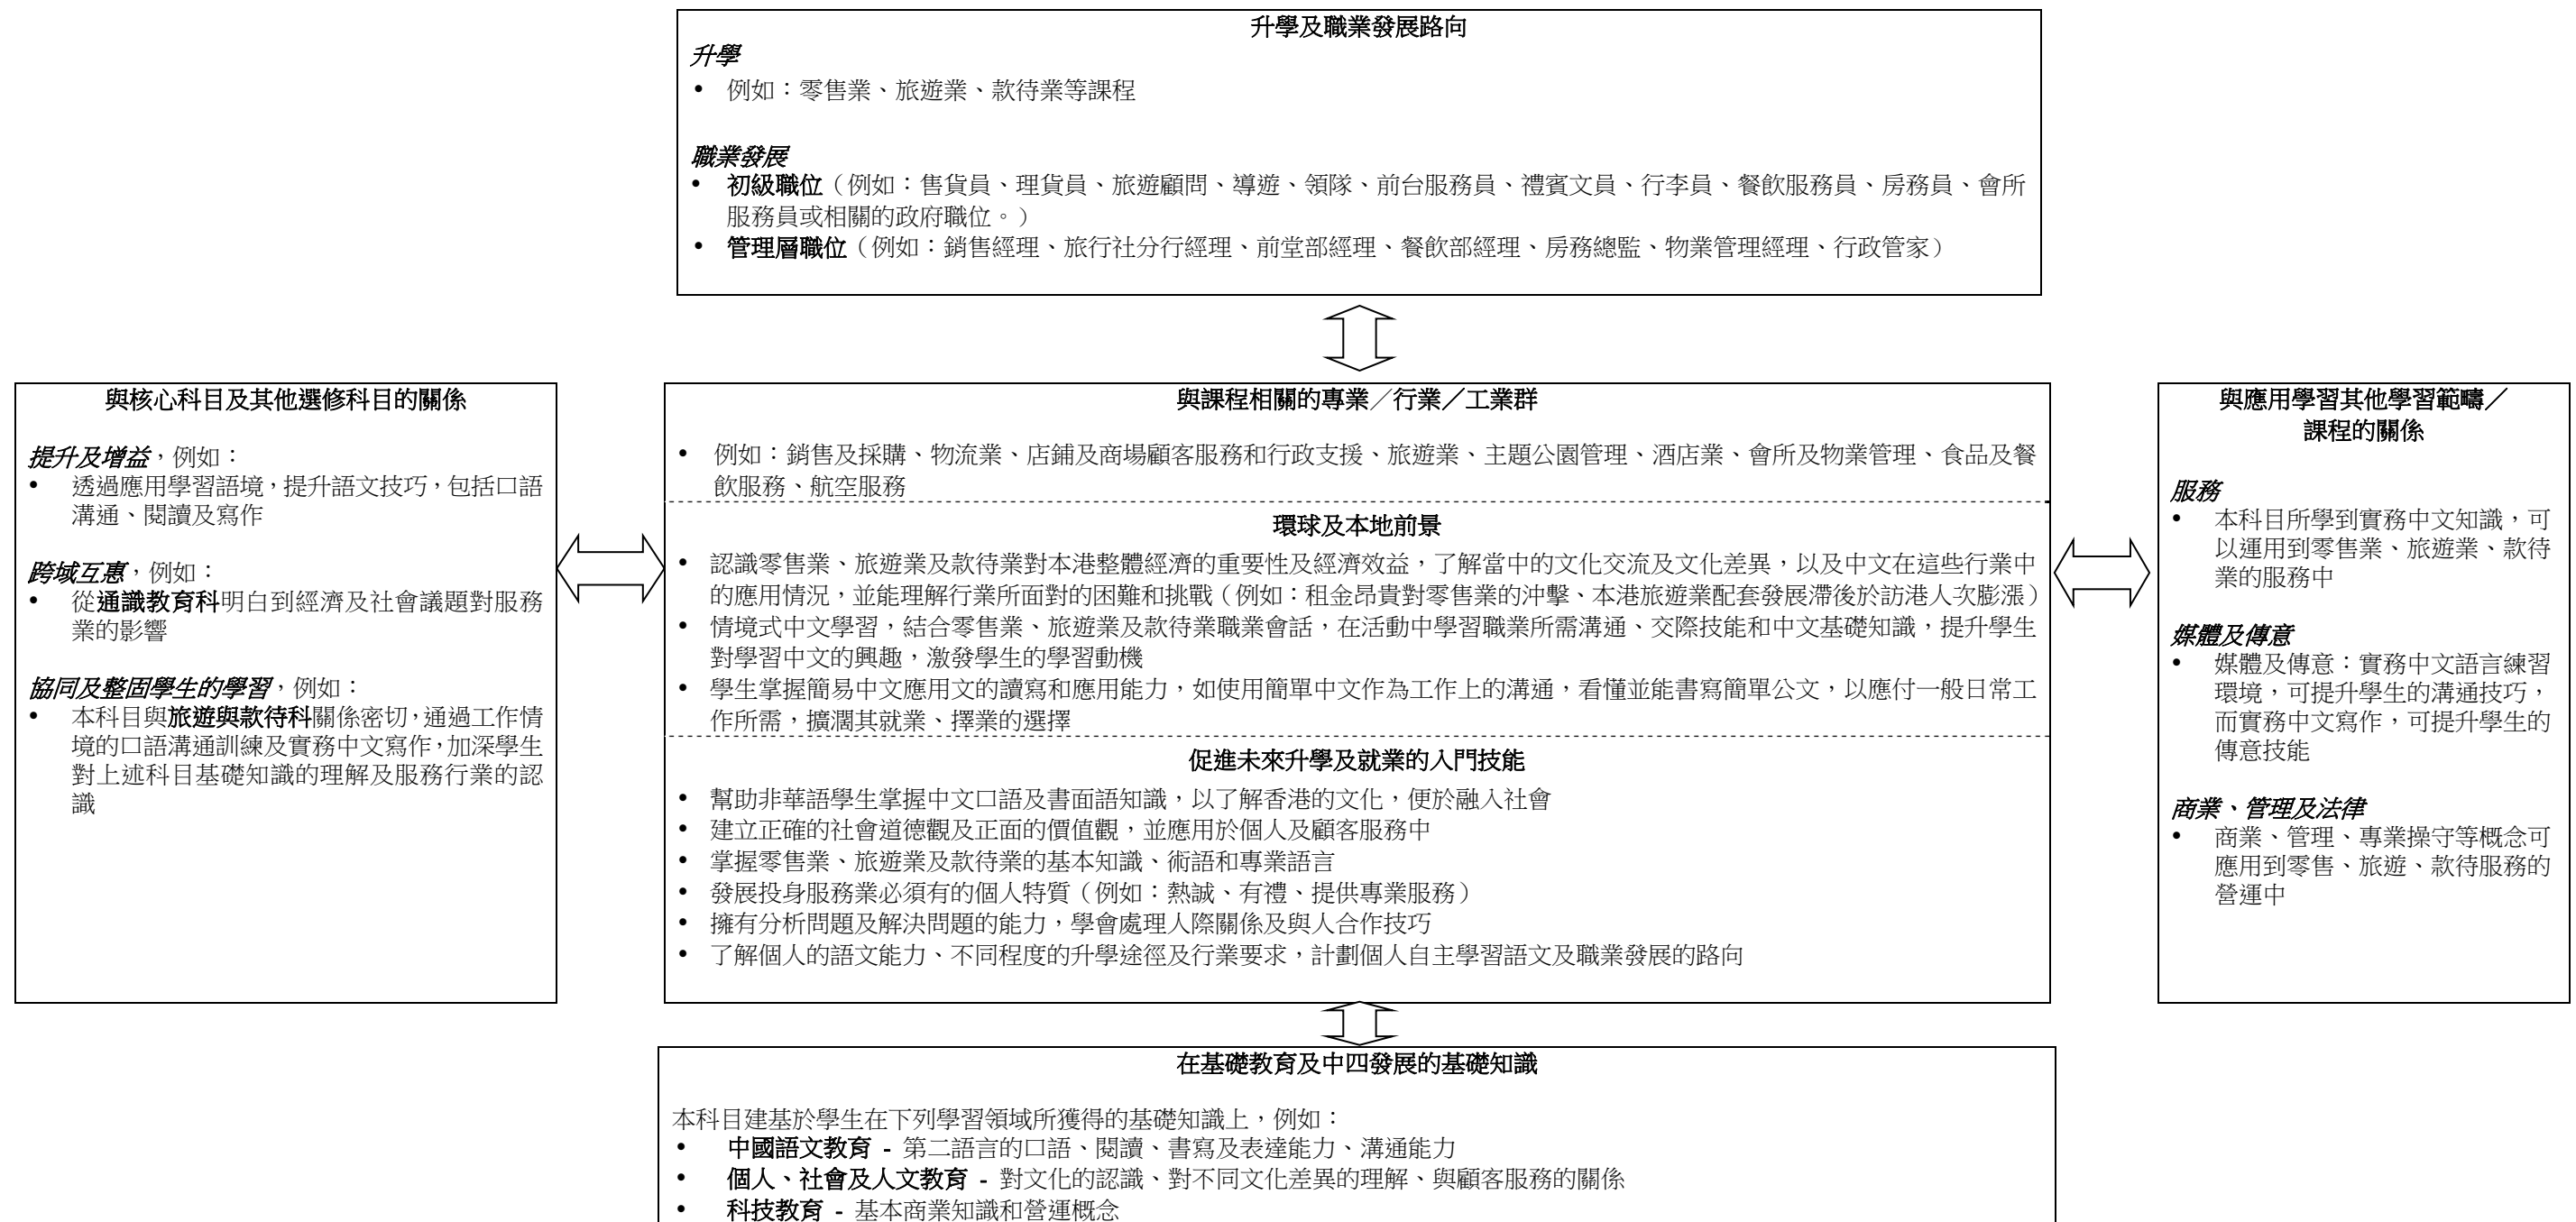 升學及職業發展路向
升學
• 例如：零售業、旅遊業、款待業等課程
職業發展
• 初級職位（例如：售貨員、理貨員、旅遊顧問、導遊、領隊、前台服務員、禮賓文員、行李員、餐飲服務員、房務員、會所
服務員或相關的政府職位。）
• 管理層職位（例如：銷售經理、旅行社分行經理、前堂部經理、餐飲部經理、房務總監、物業管理經理、行政管家）
與核心科目及其他選修科目的關係
提升及增益，例如：
• 透過應用學習語境，提升語文技巧，包括口語
溝通、閱讀及寫作
跨域互惠，例如：
• 從通識教育科明白到經濟及社會議題對服務
業的影響
協同及整固學生的學習，例如：
• 本科目與旅遊與款待科關係密切，通過工作情
境的口語溝通訓練及實務中文寫作，加深學生
對上述科目基礎知識的理解及服務行業的認
識
與課程相關的專業／行業／工業群
• 例如：銷售及採購、物流業、店鋪及商場顧客服務和行政支援、旅遊業、主題公園管理、酒店業、會所及物業管理、食品及餐
飲服務、航空服務
環球及本地前景
• 認識零售業、旅遊業及款待業對本港整體經濟的重要性及經濟效益，了解當中的文化交流及文化差異，以及中文在這些行業中
的應用情況，並能理解行業所面對的困難和挑戰（例如：租金昂貴對零售業的沖擊、本港旅遊業配套發展滯後於訪港人次膨漲）
• 情境式中文學習，結合零售業、旅遊業及款待業職業會話，在活動中學習職業所需溝通、交際技能和中文基礎知識，提升學生
對學習中文的興趣，激發學生的學習動機
• 學生掌握簡易中文應用文的讀寫和應用能力，如使用簡單中文作為工作上的溝通，看懂並能書寫簡單公文，以應付一般日常工
作所需，擴濶其就業、擇業的選擇
促進未來升學及就業的入門技能
• 幫助非華語學生掌握中文口語及書面語知識，以了解香港的文化，便於融入社會
• 建立正確的社會道德觀及正面的價值觀，並應用於個人及顧客服務中
• 掌握零售業、旅遊業及款待業的基本知識、術語和專業語言
• 發展投身服務業必須有的個人特質（例如：熱誠、有禮、提供專業服務）
• 擁有分析問題及解決問題的能力，學會處理人際關係及與人合作技巧
• 了解個人的語文能力、不同程度的升學途徑及行業要求，計劃個人自主學習語文及職業發展的路向
與應用學習其他學習範疇／
課程的關係
服務
• 本科目所學到實務中文知識，可
以運用到零售業、旅遊業、款待
業的服務中
媒體及傳意
• 媒體及傳意：實務中文語言練習
環境，可提升學生的溝通技巧，
而實務中文寫作，可提升學生的
傳意技能
商業、管理及法律
• 商業、管理、專業操守等概念可
應用到零售、旅遊、款待服務的
營運中
在基礎教育及中四發展的基礎知識
本科目建基於學生在下列學習領域所獲得的基礎知識上，例如：
• 中國語文教育 - 第二語言的口語、閱讀、書寫及表達能力、溝通能力
• 個人、社會及人文教育 - 對文化的認識、對不同文化差異的理解、與顧客服務的關係
• 科技教育 - 基本商業知識和營運概念